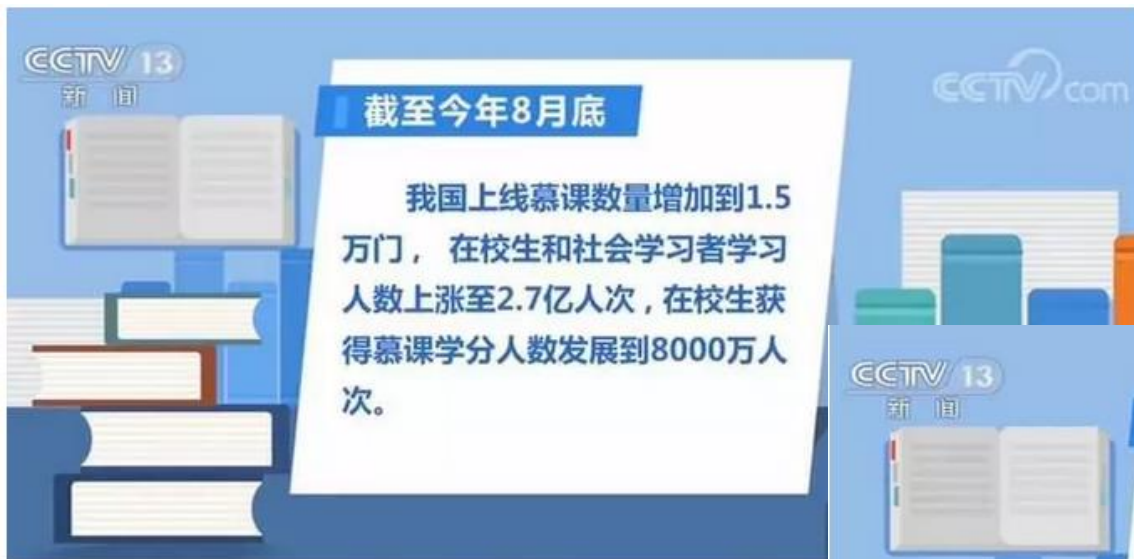 CCTV 13
新闻
CCTV.com
截至今年8月底
我国上线慕课数量增加到1.5
万门， 在校生和社会学习者学习
人数上涨至2.7亿人次，在校生获
得慕课学分人数发展到8000万人
次。
CCTV 13
新闻